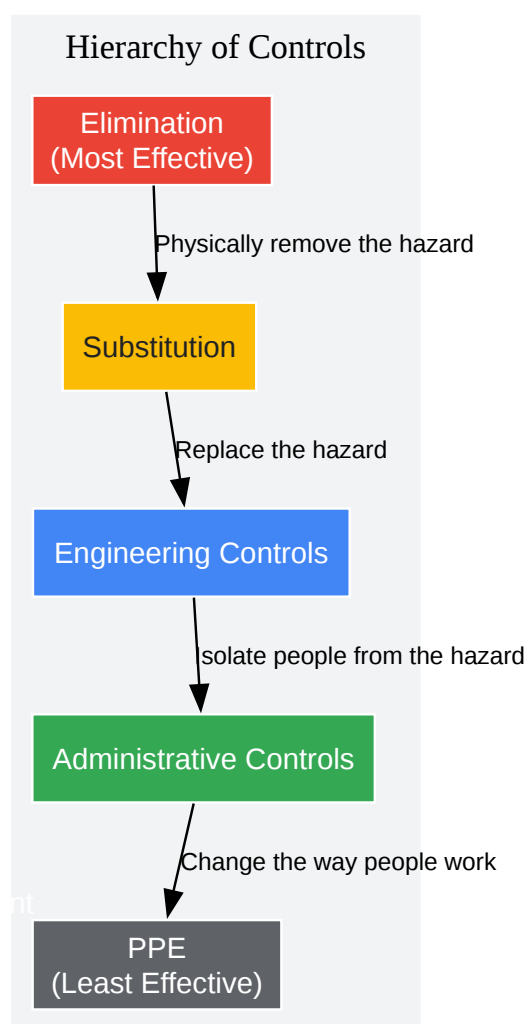 Hierarchy of Controls
Elimination
(Most Effective)
Physically remove the hazard
Substitution
Replace the hazard
Engineering Controls
Isolate people from the hazard
Administrative Controls
Change the way people work
PPE
(Least Effective)